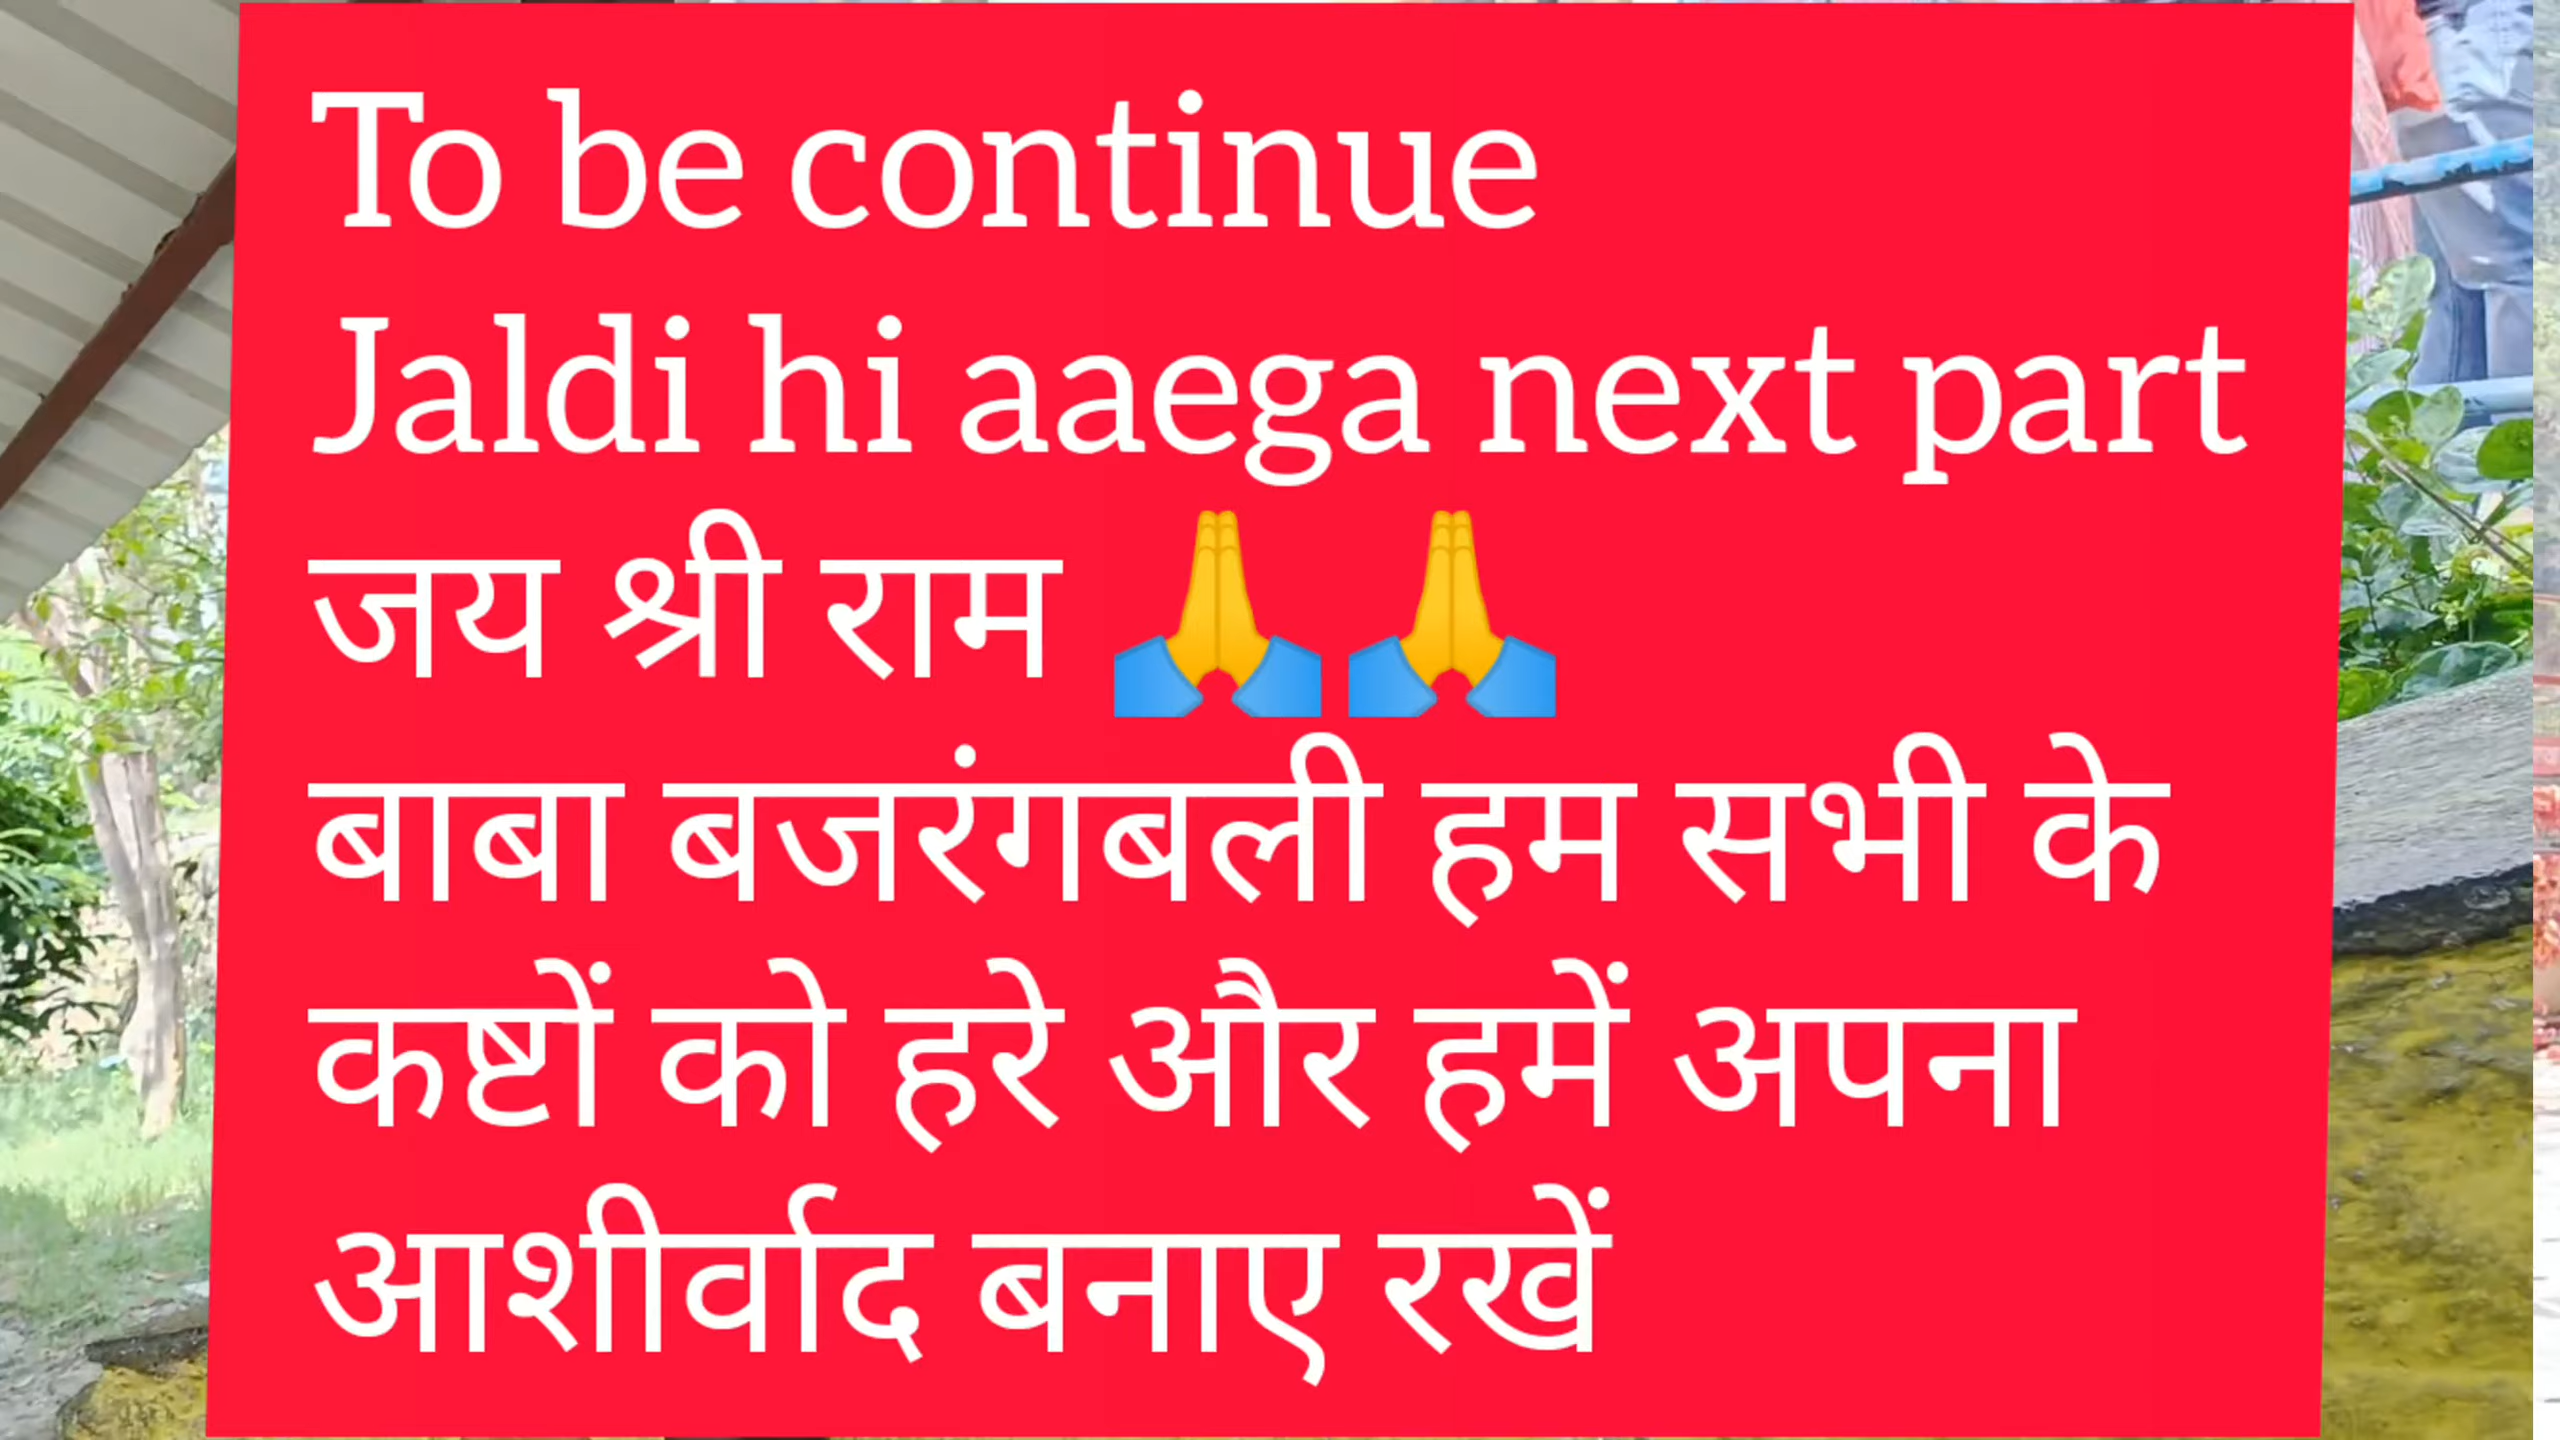 To be continue
Jaldi hi aaega next part
जय श्री राम 🙏🙏
बाबा बजरंगबली हम सभी के
कष्टों को हरे और हमें अपना
आशीर्वाद बनाए रखें